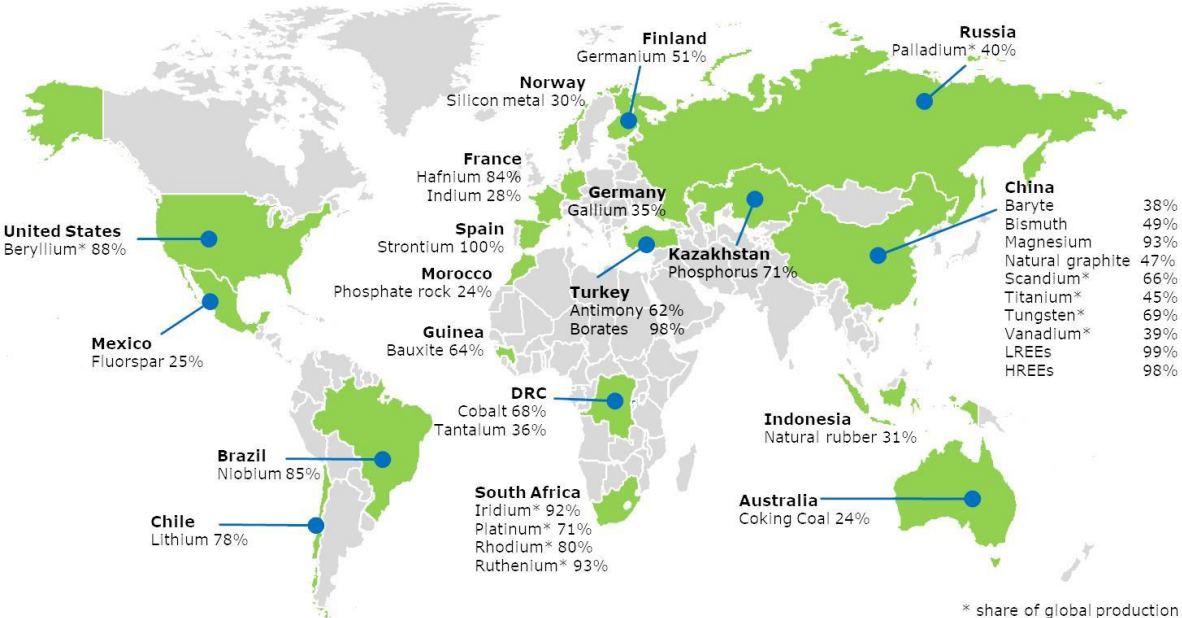 Russia
Palladium* 40%
Finland
Germanium 51%
Norway
Silicon metal 30%
France
Hafnium 84%
Indium 28%
Germany
Gallium 35%
Spain
Strontium 100%
Morocco
Phosphate rock 24%
Kazakhstan
Phosphorus 71%
Turkey
Antimony 62%
Borates 98%
China
Baryte 38%
Bismuth 49%
Magnesium 93%
Natural graphite 47%
Scandium* 66%
Titanium* 45%
Tungsten* 69%
Vanadium* 39%
LREEs 99%
HREEs 98%
United States
Beryllium* 88%
Mexico
Fluorspar 25%
Guinea
Bauxite 64%
DRC
Cobalt 68%
Tantalum 36%
Indonesia
Natural rubber 31%
Brazil
Niobium 85%
Chile
Lithium 78%
South Africa
Iridium* 92%
Platinum* 71%
Rhodium* 80%
Ruthenium* 93%
Australia
Coking Coal 24%
* share of global production